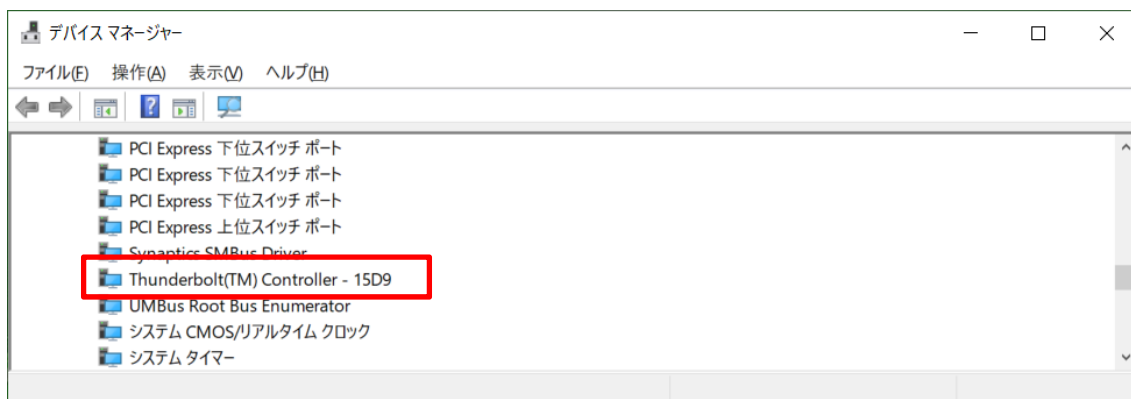 デバイス マネージャー
ファイル(F) 操作(A) 表示(V) ヘルプ(H)
PCI Express 下位スイッチ ポート
PCI Express 下位スイッチ ポート
PCI Express 下位スイッチ ポート
PCI Express 上位スイッチ ポート
Synaptics SMBus Driver
Thunderbolt(TM) Controller - 15D9
UMBus Root Bus Enumerator
システム CMOS/リアルタイム クロック
システム タイマー